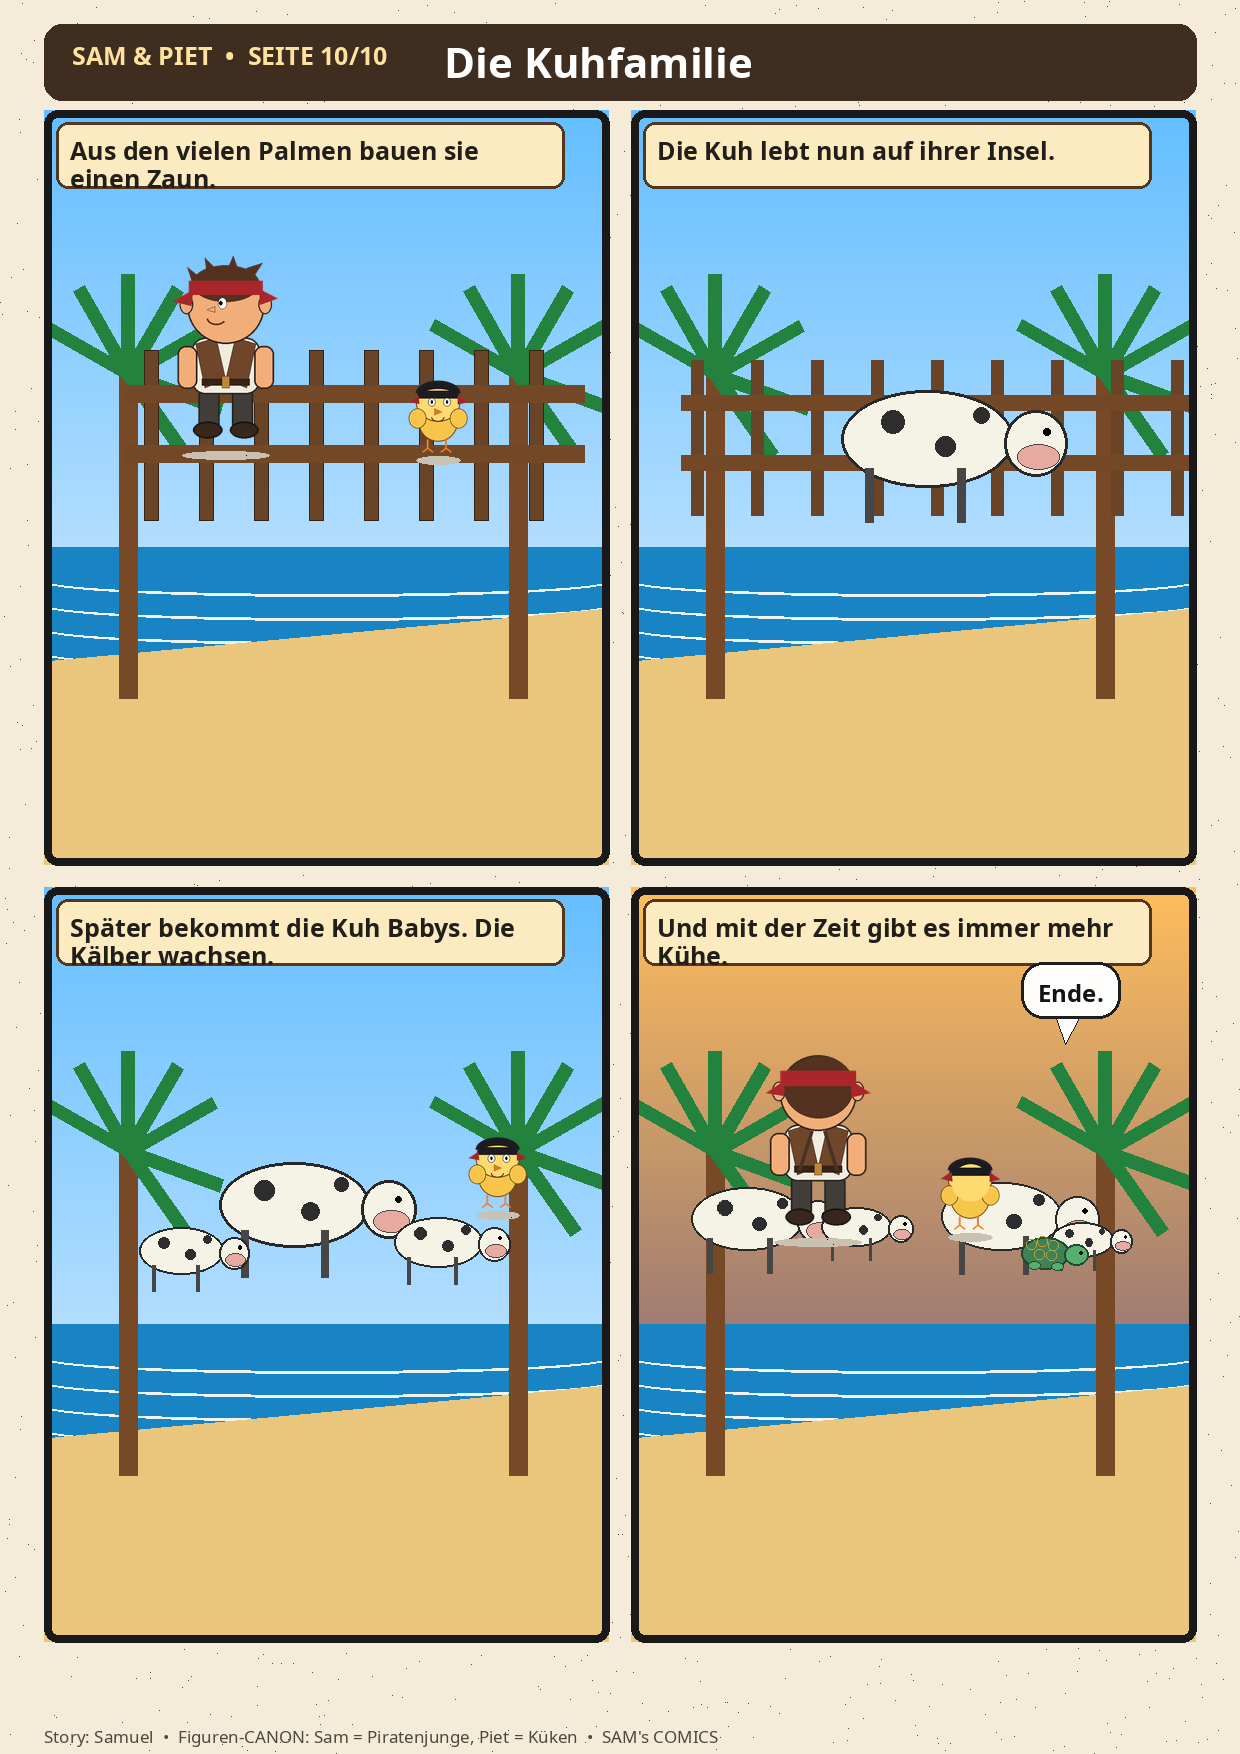 SAM & PIET • SEITE 10/10
Die Kuhfamilie
Aus den vielen Palmen bauen sie
einen Zaun.
Die Kuh lebt nun auf ihrer Insel.
Später bekommt die Kuh Babys. Die
Kälber wachsen.
Und mit der Zeit gibt es immer mehr
Kühe.
Ende.
Story: Samuel • Figuren-CANON: Sam = Piratenjunge, Piet = Küken • SAM's COMICS